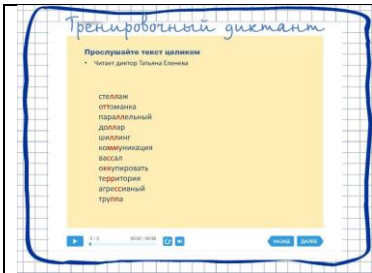 Тренировочный диктант
Прослушайте текст целиком
• Читает диктор Татьяна Еленева
стеллаж
оттоманка
параллельный
доллар
шиллинг
коммуникация
вассал
оккупировать
территория
агрессивный
труппа
НАЗАД
ДАЛЕЕ